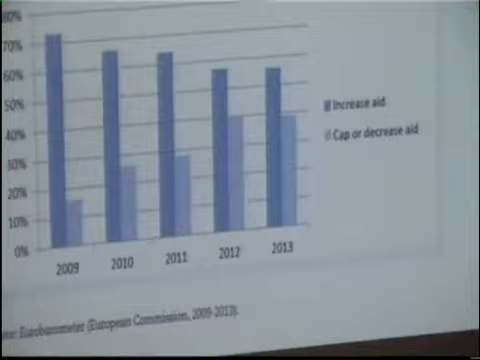 80%
70%
60%
50%
40%
30%
20%
10%
0%
2009 2010 2011 2012 2013
Increase aid
Cap or decrease aid
Eurobarometer (European Commission, 2009-2013).